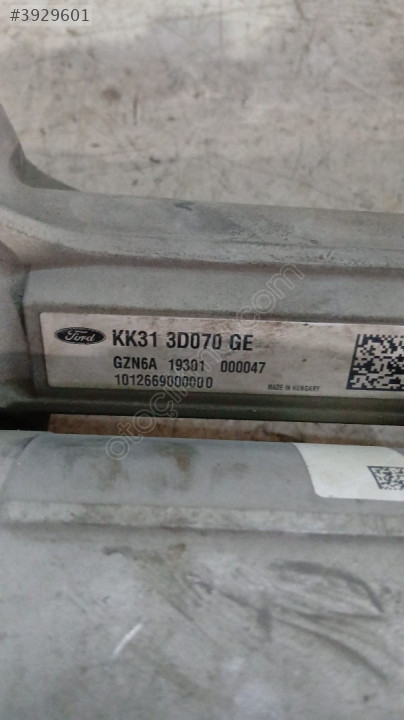 #3929601
Ford
KK31 3D070 GE
GZN6A 19301 000047
1012669000000
MADE IN HUNGARY